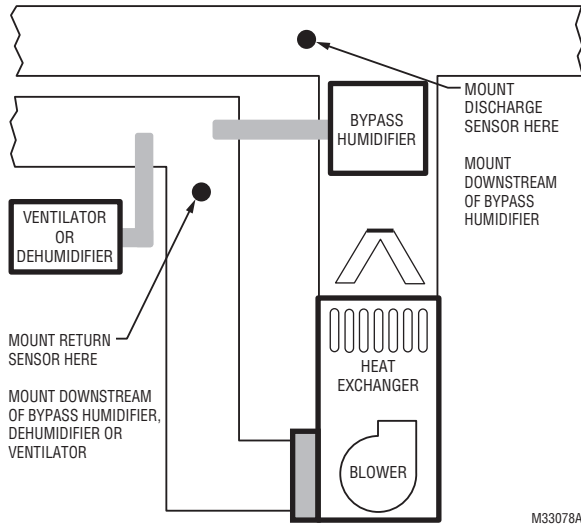 MOUNT
DISCHARGE
SENSOR HERE
MOUNT
DOWNSTREAM
OF BYPASS
HUMIDIFIER
BYPASS
HUMIDIFIER
VENTILATOR
OR
DEHUMIDIFIER
MOUNT RETURN
SENSOR HERE
MOUNT DOWNSTREAM
OF BYPASS HUMIDIFIER,
DEHUMIDIFIER OR
VENTILATOR
HEAT
EXCHANGER
BLOWER
M33078A